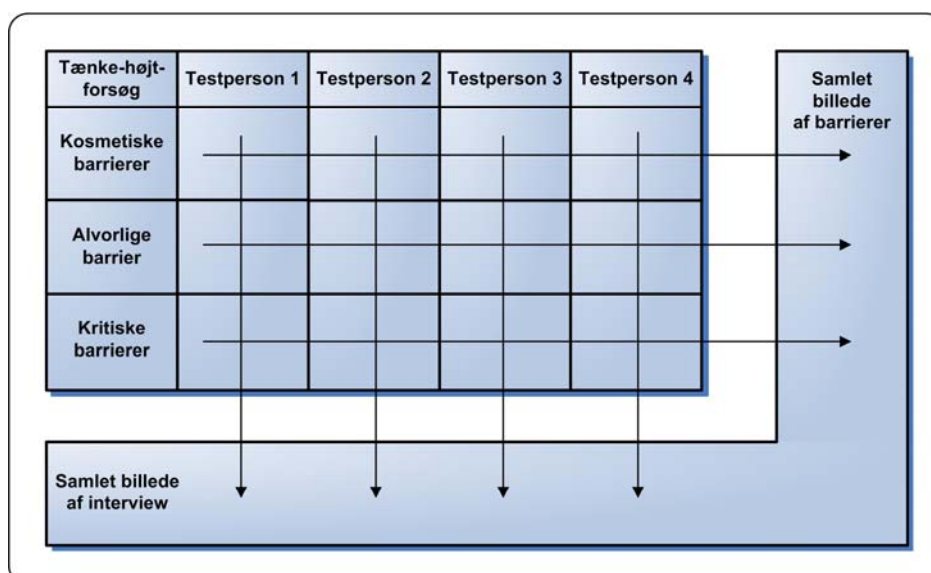 Tænke-højt-
forsøg
Testperson 1
Testperson 2
Testperson 3
Testperson 4
Samlet
billede
af barrierer
Kosmetiske
barrierer
Alvorlige
barrier
Kritiske
barrierer
Samlet billede
af interview